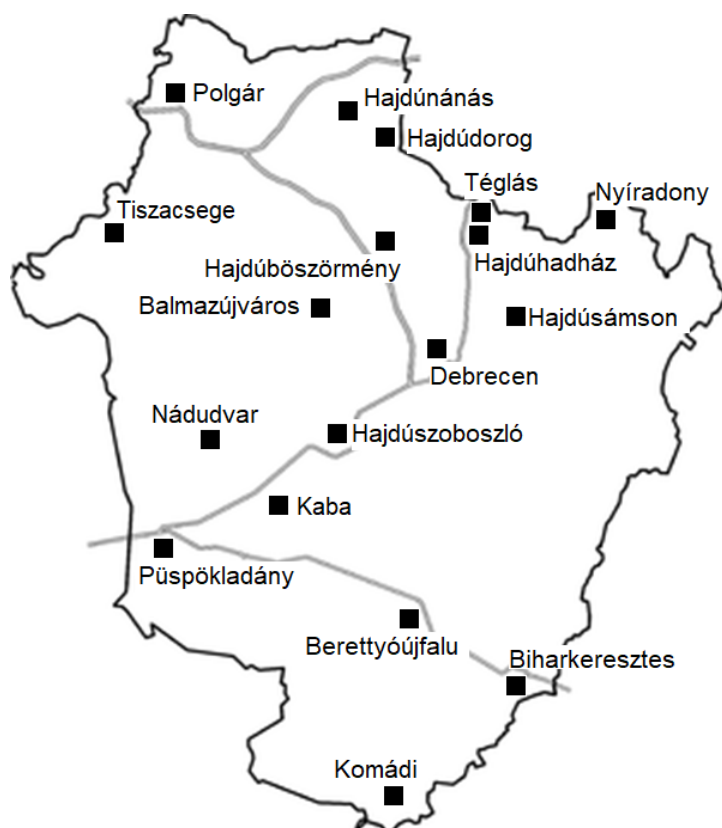 Polgár
Hajdúnánás
Hajdúdorog
Téglás
Nyíradony
Tiszacsege
Hajdúböszörmény
Hajdúhadház
Balmazújváros
Hajdúsámson
Debrecen
Nádudvar
Hajdúszoboszló
Kaba
Püspökladány
Berettyóújfalu
Biharkeresztes
Komádi